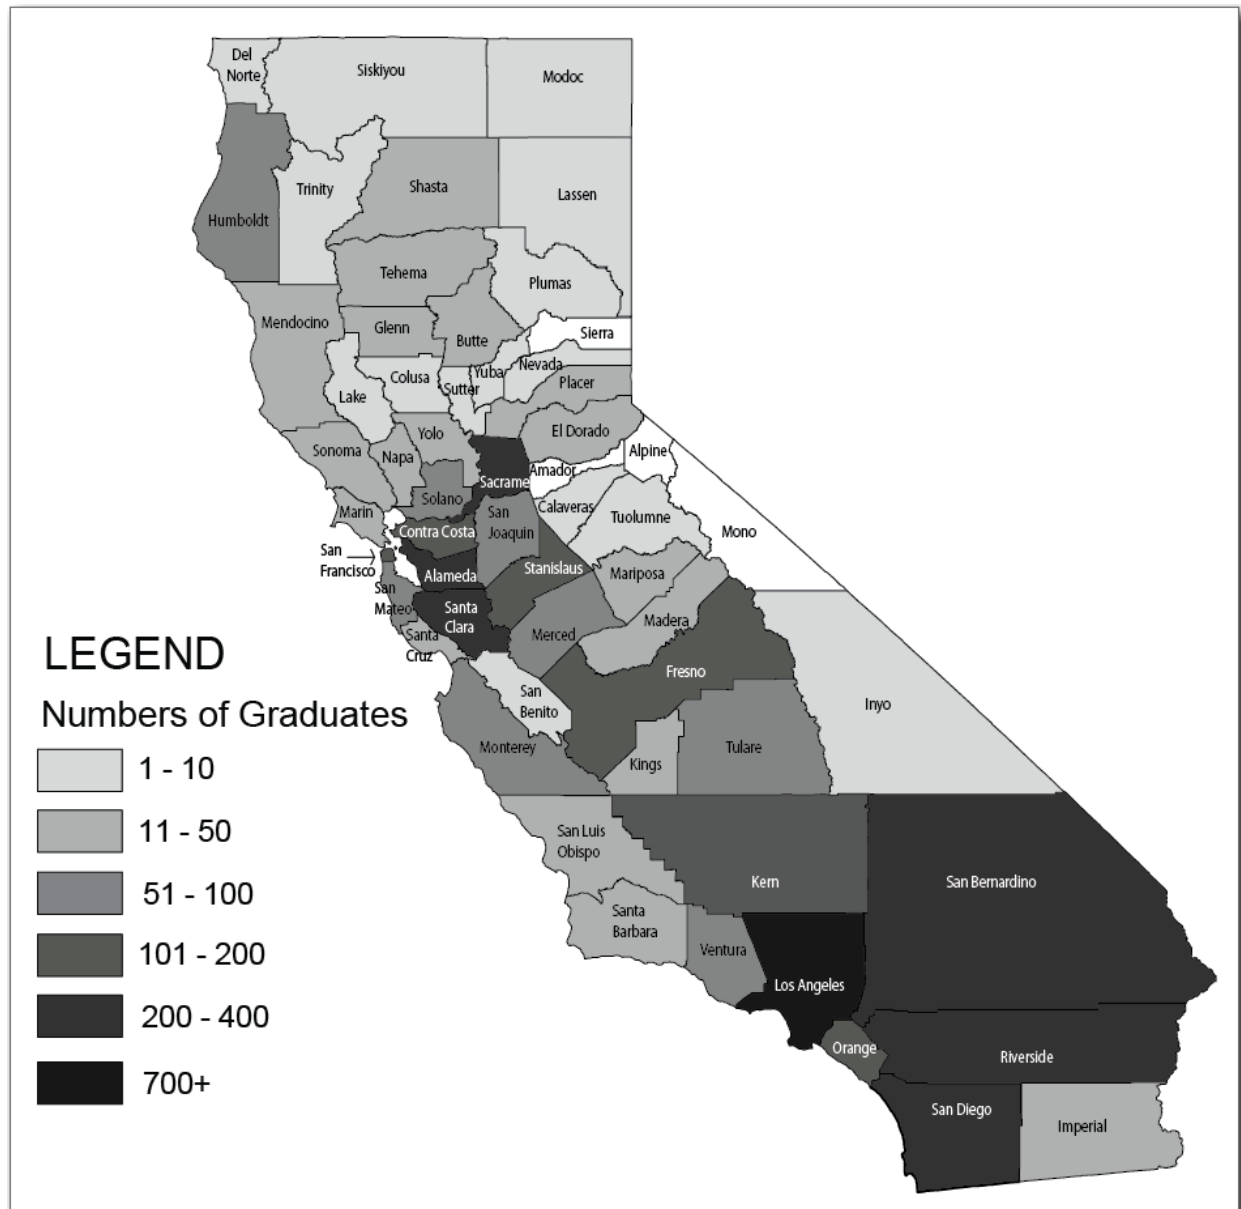 Del
Norte
Siskiyou
Modoc
Humboldt
Trinity
Shasta
Lassen
Tehema
Plumas
Mendocino
Glenn
Butte
Sierra
Lake
Colusa
Sutter
Yuba
Nevada
Placer
Sonoma
Napa
Yolo
El Dorado
Sacrame
Amador
Alpine
Marin
Solano
San
Joaquin
Calaveras
Tuolumne
Mono
Contra Costa
San
Francisco
Alameda
Stanislaus
Mariposa
San
Mateo
Santa
Clara
Merced
Madera
Santa
Cruz
Fresno
San
Benito
Inyo
Monterey
Kings
Tulare
San Luis
Obispo
Kern
San Bernardino
Santa
Barbara
Ventura
Los Angeles
Orange
Riverside
San Diego
Imperial
LEGEND
Numbers of Graduates
1 - 10
11 - 50
51 - 100
101 - 200
200 - 400
700+